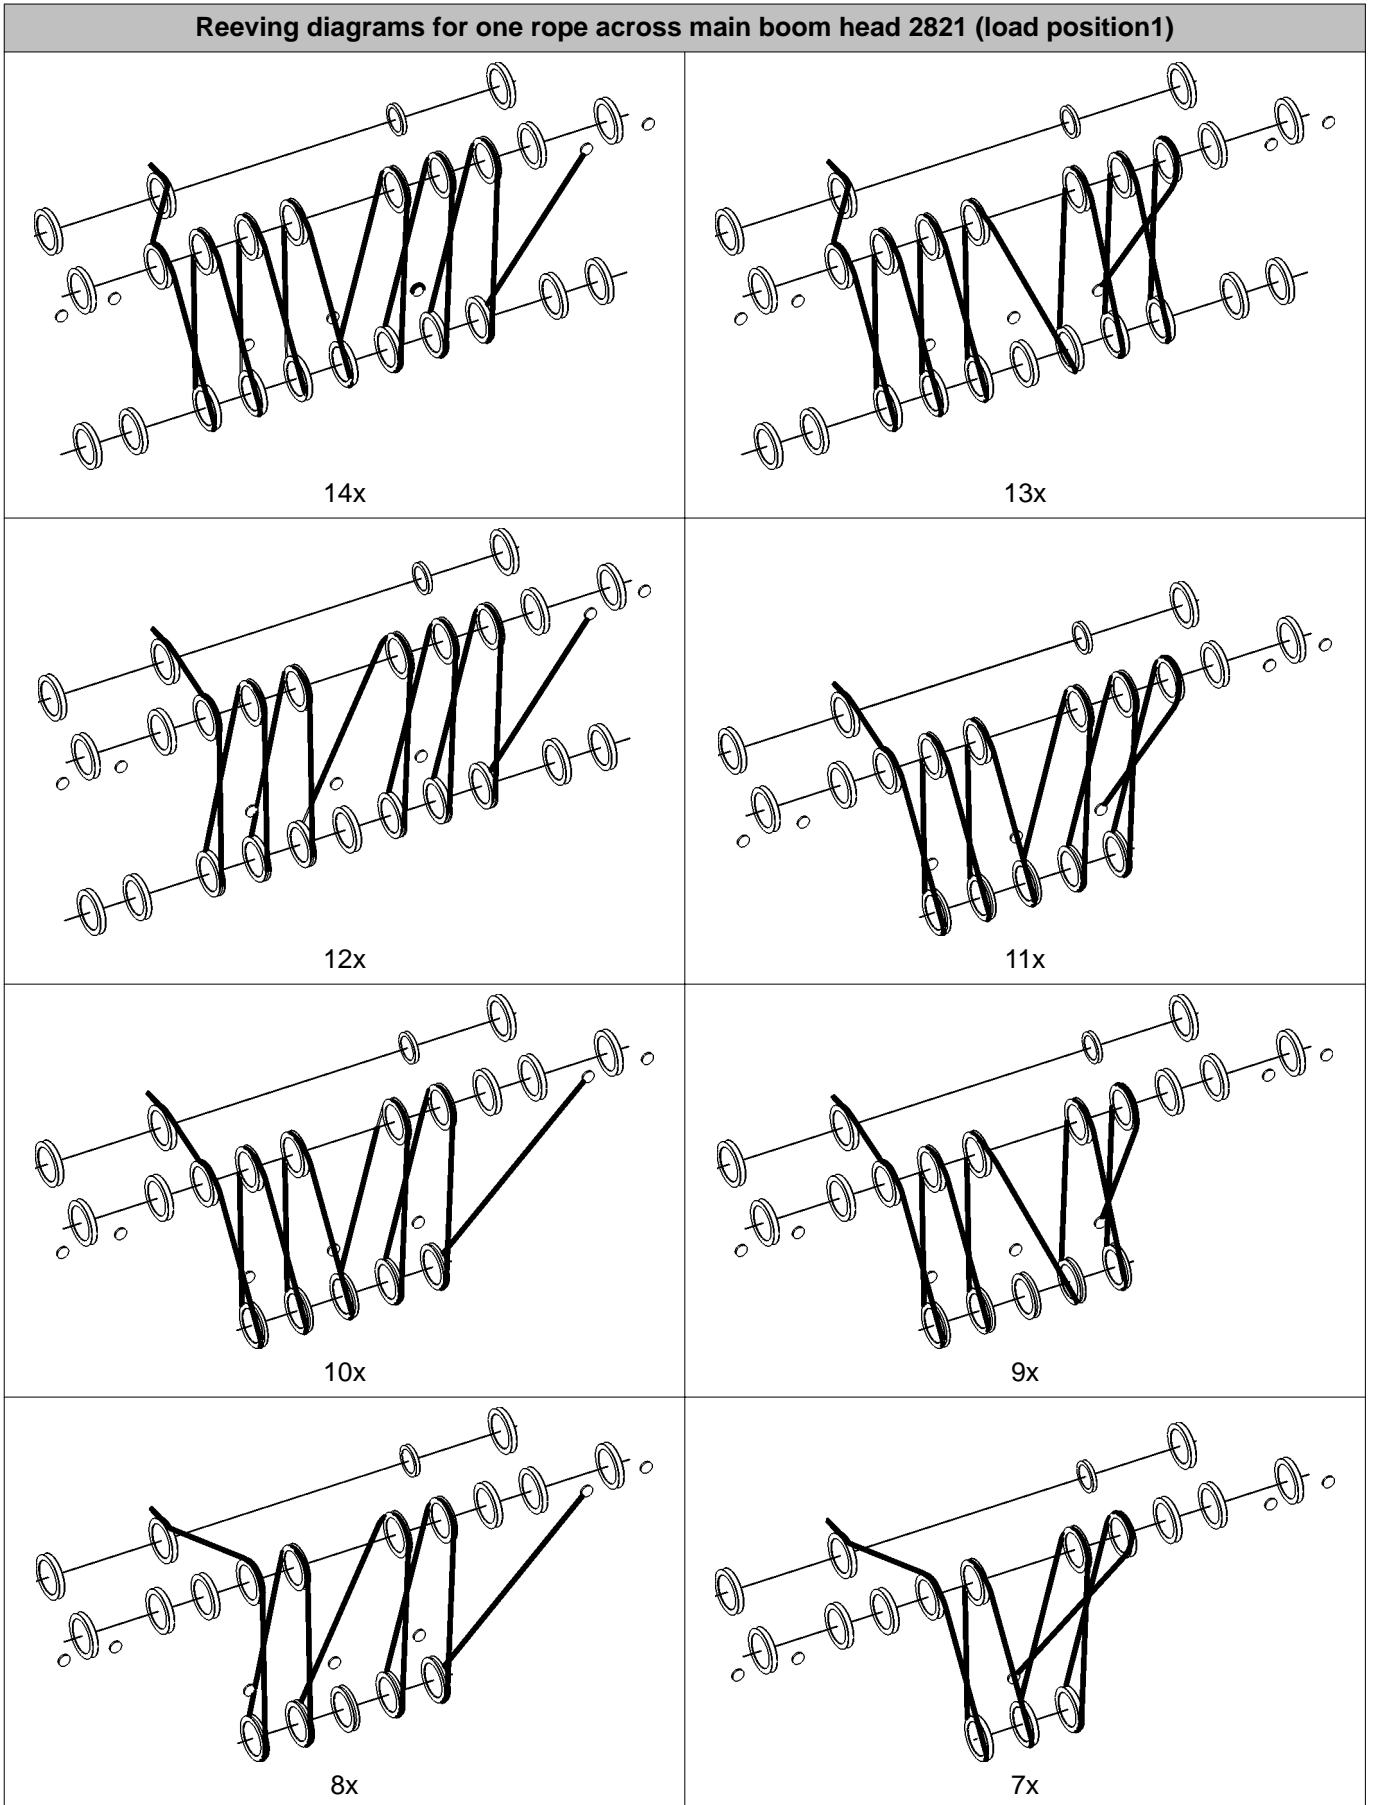 Reeving diagrams for one rope across main boom head 2821 (load position1)
14x
13x
12x
11x
10x
9x
8x
7x